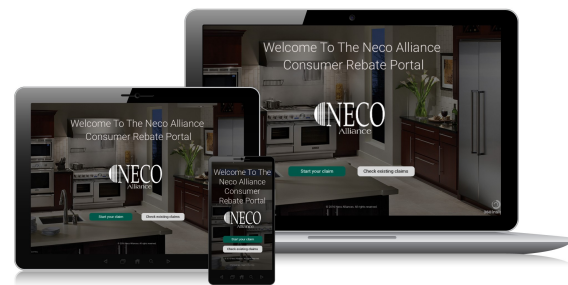 Welcome To The Neco Alliance
Consumer Rebate Portal
NECO
Alliance
Start your claim
Check existing claims
Welcome To The Neco Alliance
Consumer Rebate Portal
NECO
Alliance
Start your claim
Check existing claims
Welcome To The
Neco Alliance
Consumer
Rebate Portal
NECO
Alliance
Start your claim
Check existing claims